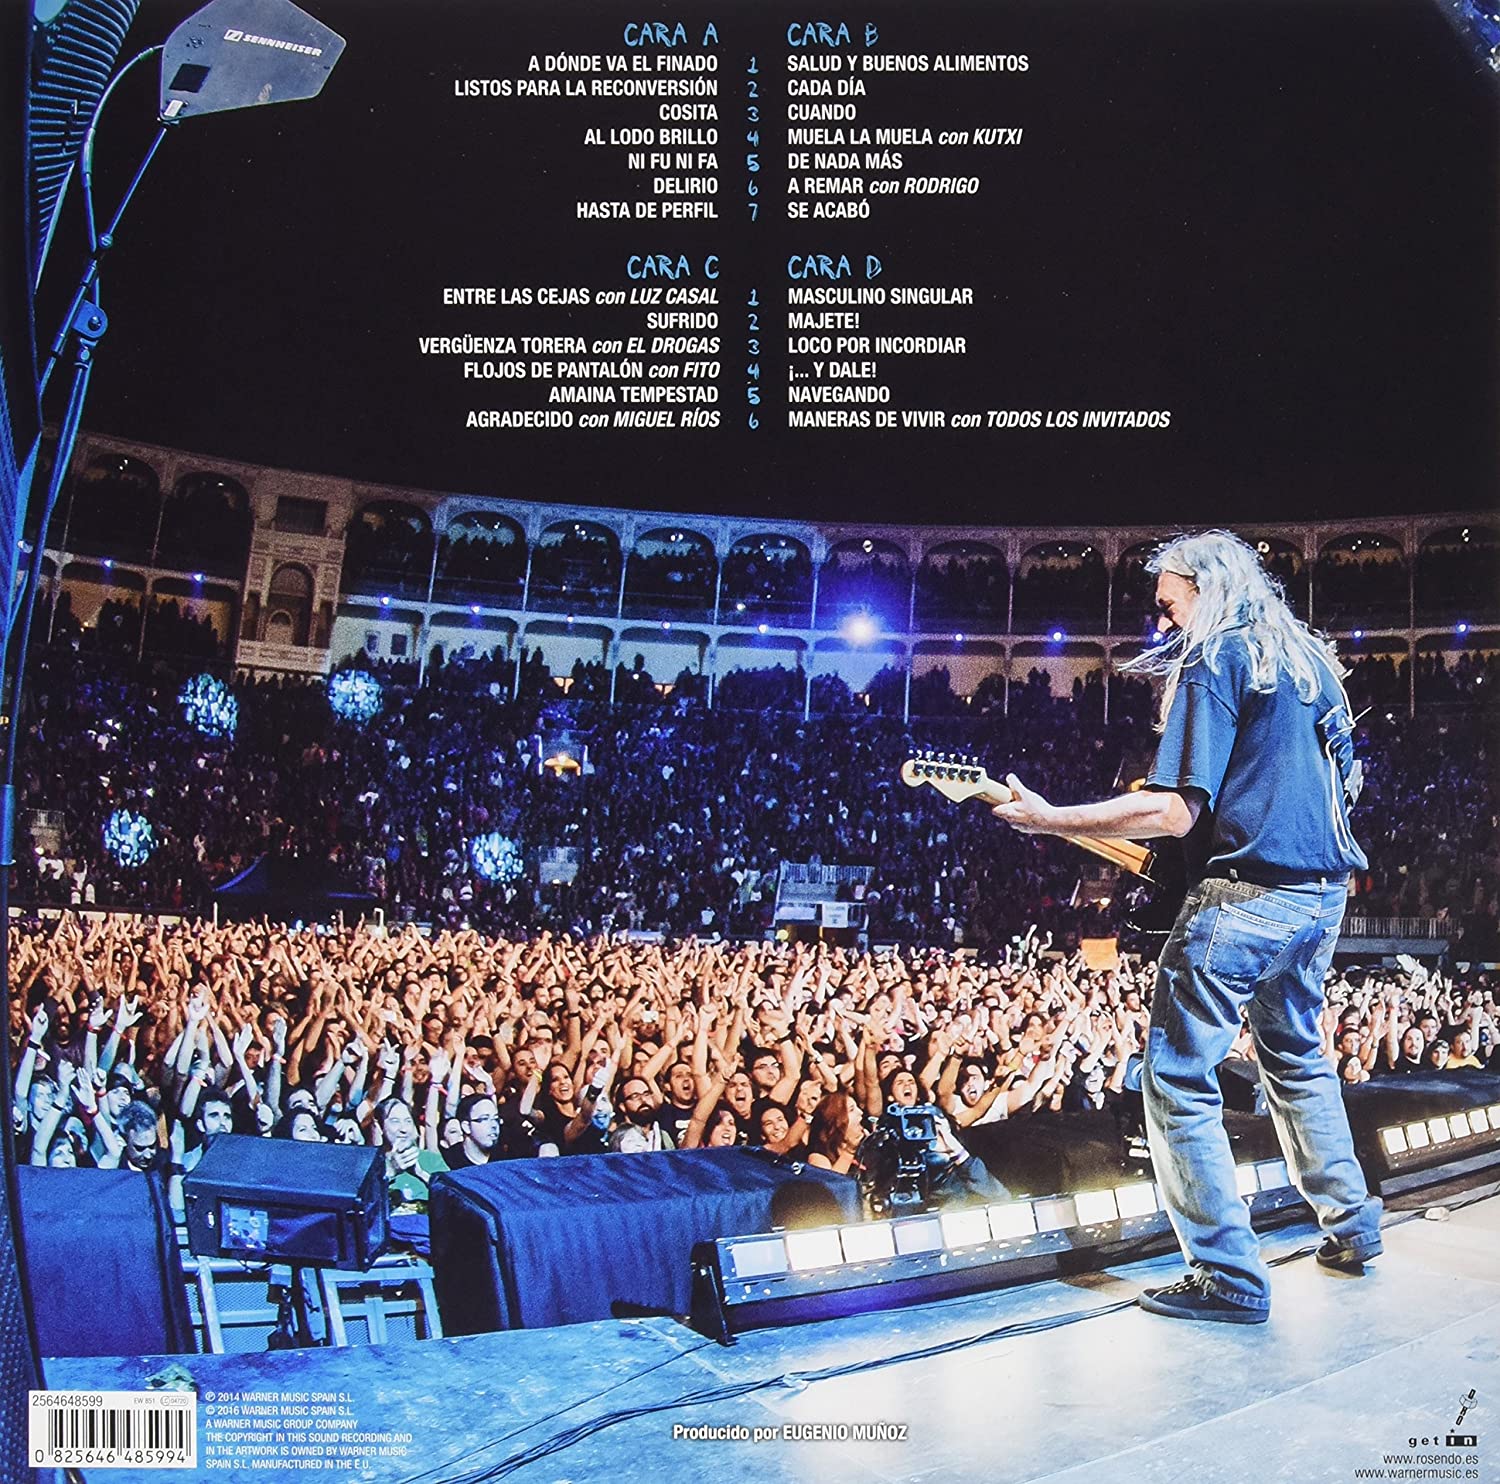 SENNHEISER
CARA A
A DÓNDE VA EL FINADO 1
LISTOS PARA LA RECONVERSIÓN 2
COSITA 3
AL LODO BRILLO 4
NI FU NI FA 5
DELIRIO 6
HASTA DE PERFIL 7
CARA B
SALUD Y BUENOS ALIMENTOS
CADA DÍA
CUANDO
MUELA LA MUELA con KUTXI
DE NADA MÁS
A REMAR con RODRIGO
SE ACABÓ
CARA C
ENTRE LAS CEJAS con LUZ CASAL 1
SUFRIDO 2
VERGÜENZA TORERA con EL DROGAS 3
FLOJOS DE PANTALÓN con FITO 4
AMAINA TEMPESTAD 5
AGRADECIDO con MIGUEL RÍOS 6
CARA D
MASCULINO SINGULAR
MAJETE!
LOCO POR INCORDIAR
¡... Y DALE!
NAVEGANDO
MANERAS DE VIVIR con TODOS LOS INVITADOS
2564648599
EW 851
0 825646 485994
℗ 2014 WARNER MUSIC SPAIN S.L.
© 2016 WARNER MUSIC SPAIN S.L.
A WARNER MUSIC GROUP COMPANY
THE COPYRIGHT IN THIS SOUND RECORDING AND
IN THE ARTWORK IS OWNED BY WARNER MUSIC
SPAIN S.L. MANUFACTURED IN THE E U.
Producido por EUGENIO MUÑOZ
get in
www.rosendo.es
www.warnermusic.es